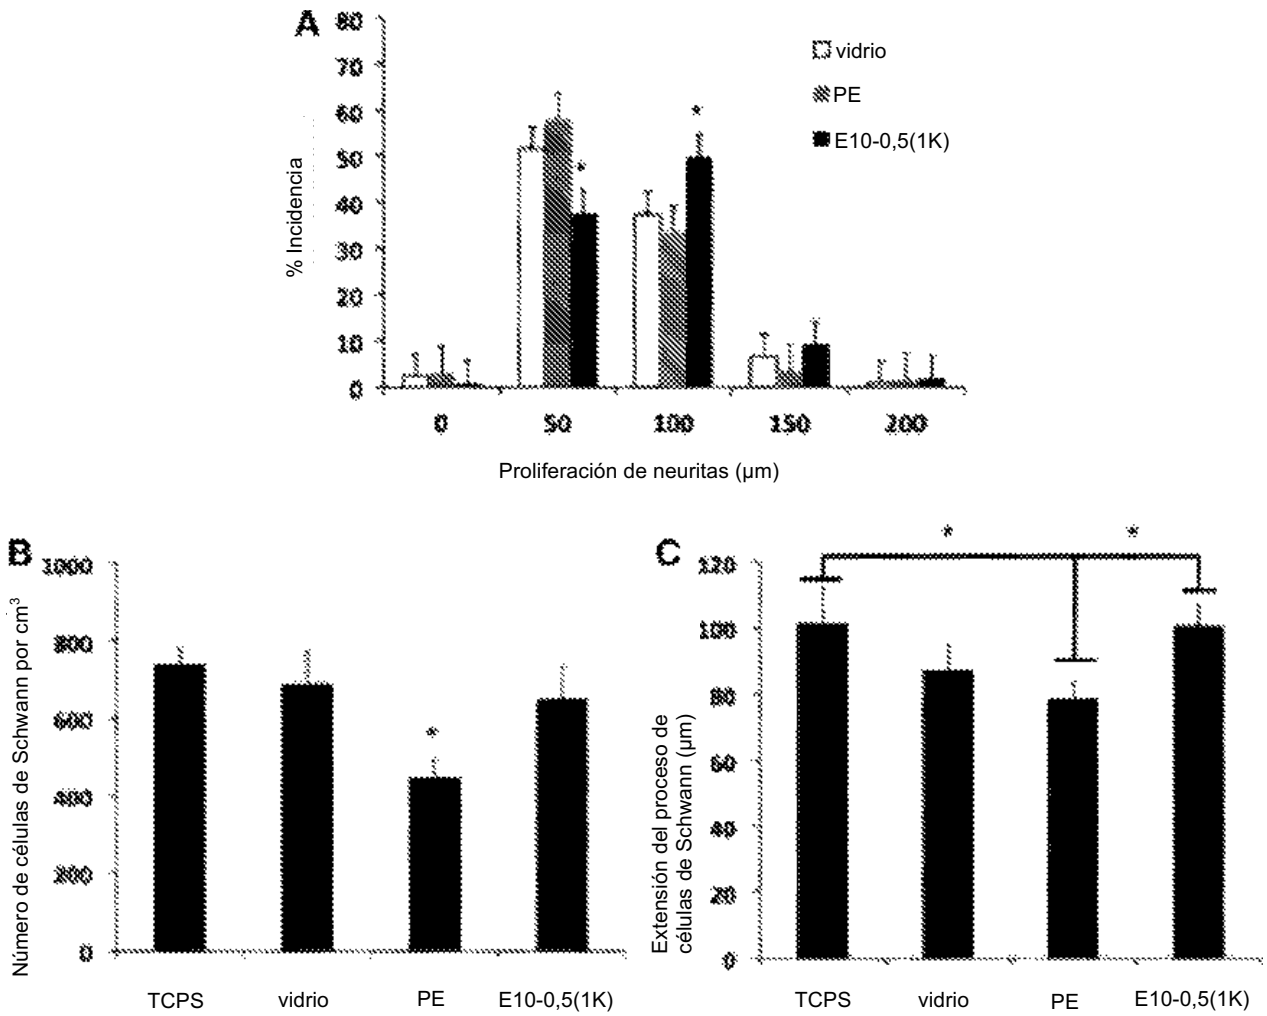 A
80
70
60
50
40
30
20
10
0
% Incidencia
vidrio
PE
E10-0,5(1K)
*
*
0 50 100 150 200
Proliferación de neuritas (µm)
B
1000
800
600
400
200
0
Número de células de Schwann por cm³
*
TCPS vidrio PE E10-0,5(1K)
C
120
100
80
60
40
20
0
Extensión del proceso de
células de Schwann (µm)
* *
TCPS vidrio PE E10-0,5(1K)